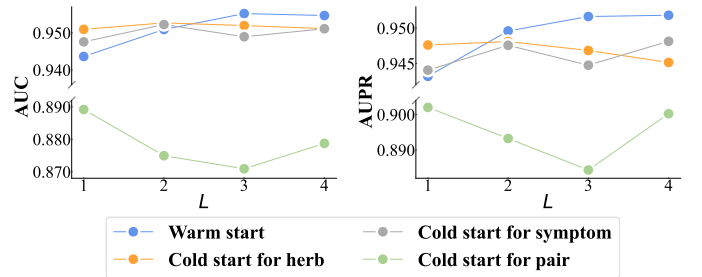 AUC
0.950
0.940
0.890
0.880
0.870
1 2 3 4
L
AUPR
0.950
0.945
0.900
0.890
1 2 3 4
L
Warm start
Cold start for symptom
Cold start for herb
Cold start for pair